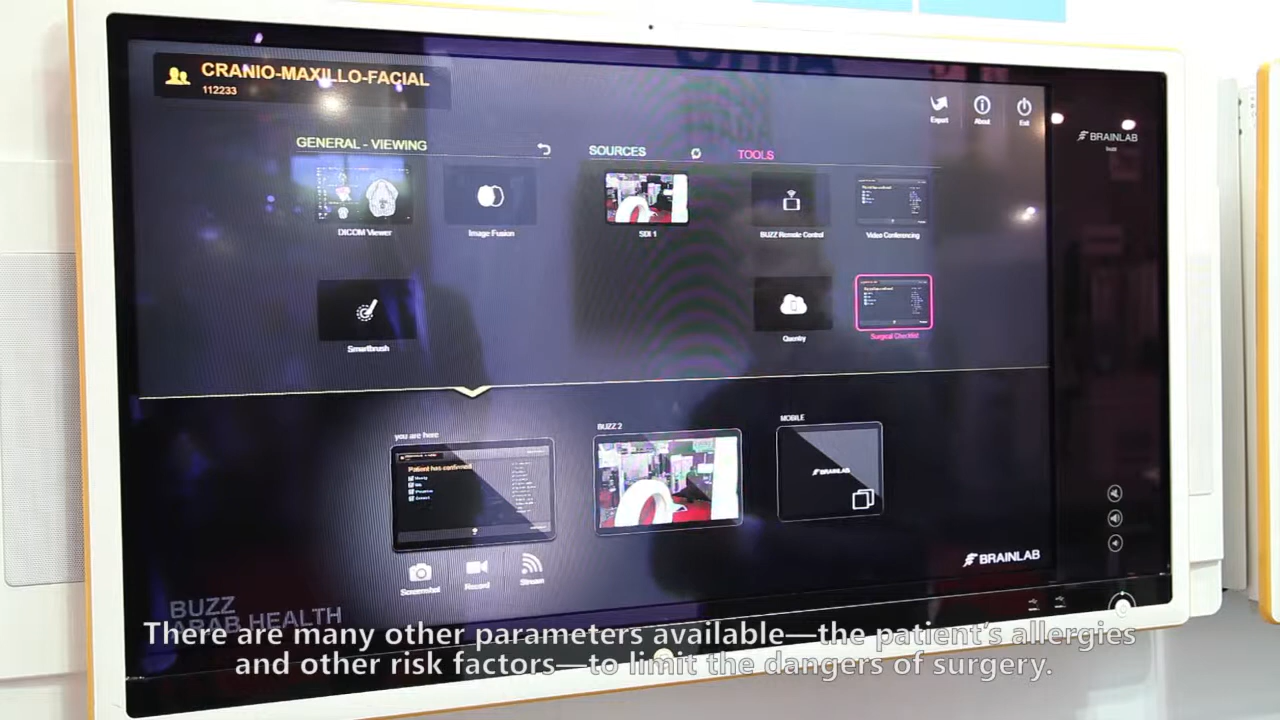 CRANIO-MAXILLO-FACIAL
112233
Export
About
Exit
BRAINLAB
buzz
GENERAL - VIEWING
SOURCES
TOOLS
DICOM Viewer
Image Fusion
SDI 1
BUZZ Remote Control
Video Conferencing
Smartbrush
Quentry
Surgical Checklist
you are here
BUZZ 2
MOBILE
Patient has confirmed
BRAINLAB
Screenshot
Record
Stream
BRAINLAB
BUZZ
ARAB HEALTH
There are many other parameters available—the patient's allergies
and other risk factors—to limit the dangers of surgery.